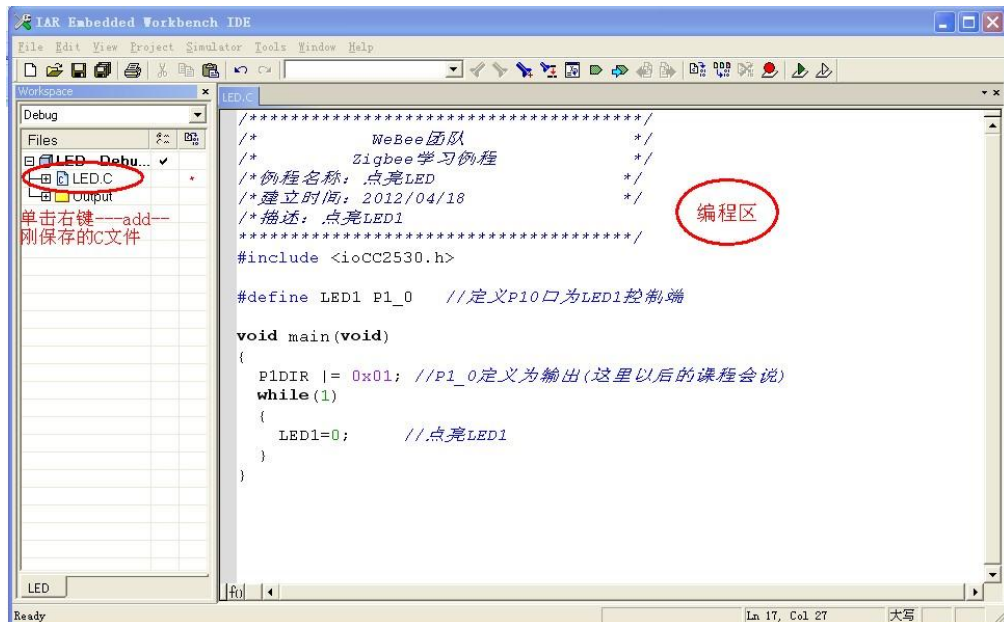 IAR Embedded Workbench IDE
File Edit View Project Simulator Tools Window Help
Workspace
LED.C
Debug
Files
LED - Debu...
LED.C
Output
单击右键---add--
刚保存的C文件
/****************************************/
/* WeBee团队 */
/* Zigbee学习例程 */
/*例程名称：点亮LED */
/*建立时间：2012/04/18 */
/*描述：点亮LED1
****************************************/
编程区
#include <ioCC2530.h>
#define LED1 P1_0 //定义P10口为LED1控制端
void main(void)
{
P1DIR |= 0x01; //P1_0定义为输出(这里以后的课程会说)
while(1)
{
LED1=0; //点亮LED1
}
}
LED
f0
Ready
Ln 17, Col 27
大写